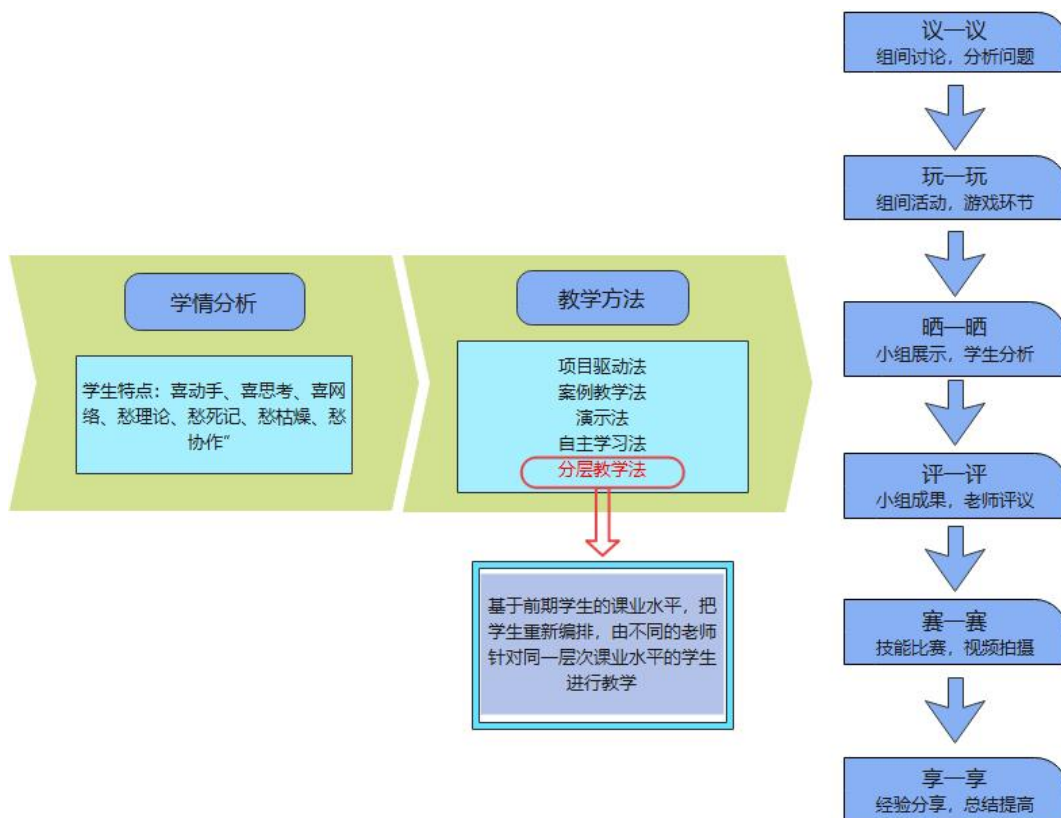 学情分析
学生特点：喜动手、喜思考、喜网
络、愁理论、愁死记、愁枯燥、愁
协作”
教学方法
项目驱动法
案例教学法
演示法
自主学习法
分层教学法
基于前期学生的课业水平，把
学生重新编排，由不同的老师
针对同一层次课业水平的学生
进行教学
议一议
组间讨论，分析问题
玩一玩
组间活动，游戏环节
晒一晒
小组展示，学生分析
评一评
小组成果，老师评议
赛一赛
技能比赛，视频拍摄
享一享
经验分享，总结提高